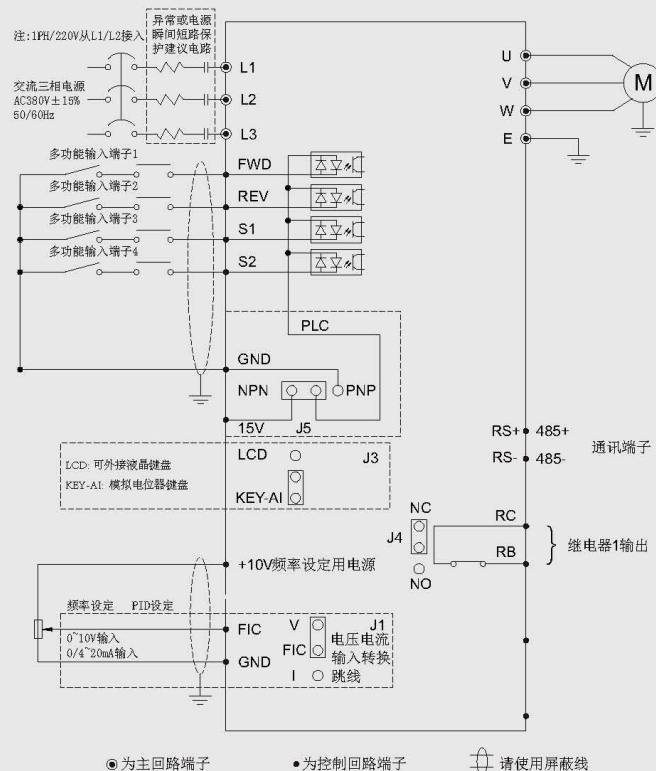 注:1PH/220V从L1/L2接入
异常或电源
瞬间短路保
护建议电路
交流三相电源
AC380V±15%
50/60Hz
L1
L2
L3
U
V
W
E
M
多功能输入端子1
多功能输入端子2
多功能输入端子3
多功能输入端子4
FWD
REV
S1
S2
PLC
GND
NPN
PNP
15V
J5
LCD: 可外接液晶键盘
KEY-AI: 模拟电位器键盘
LCD
J3
KEY-AI
RS+ 485+
RS- 485-
通讯端子
NC
J4
NO
RC
RB
继电器1输出
+10V频率设定用电源
频率设定 PID设定
0~10V输入
0/4~20mA输入
FIC
GND
V
J1
FIC
I
电压电流
输入转换
跳线
为主回路端子
为控制回路端子
请使用屏蔽线